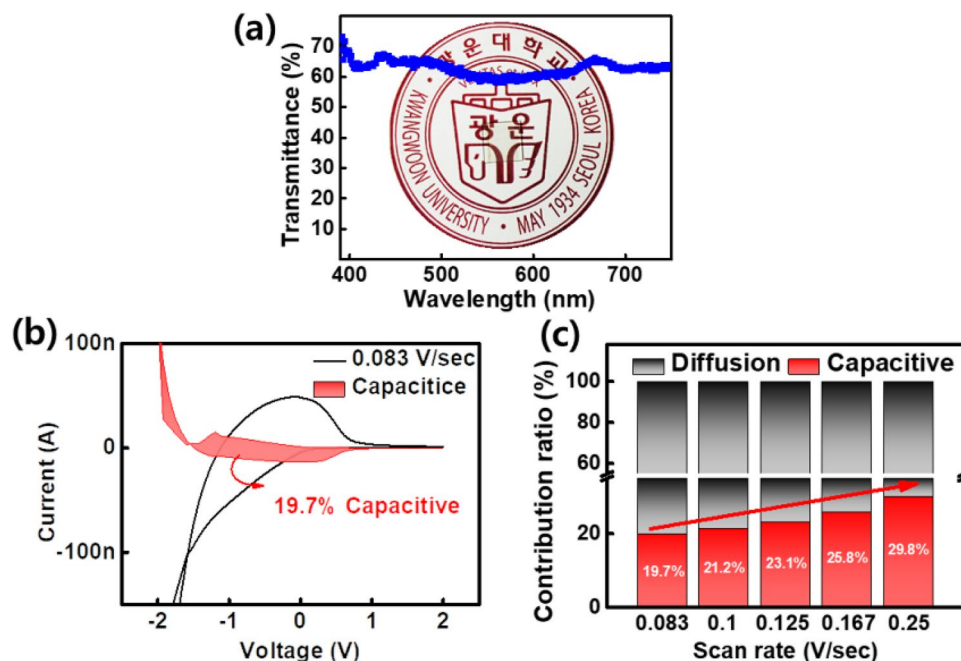 (a)
Transmittance (%)
70
60
50
40
30
20
10
광운대학교
KWANGWOON UNIVERSITY • MAY 1934 SEOUL KOREA
광운
400
500
600
700
Wavelength (nm)
(b)
Current (A)
100n
0
-100n
0.083 V/sec
Capacitice
19.7% Capacitive
-2
-1
0
1
2
Voltage (V)
(c)
Contribution ratio (%)
100
80
60
20
0
Diffusion
Capacitive
19.7%
21.2%
23.1%
25.8%
29.8%
0.083
0.1
0.125
0.167
0.25
Scan rate (V/sec)